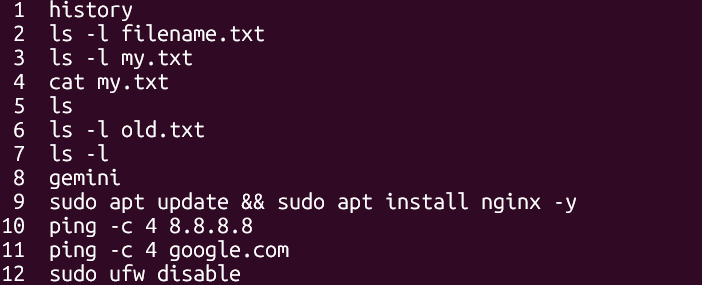 1 history
2 ls -l filename.txt
3 ls -l my.txt
4 cat my.txt
5 ls
6 ls -l old.txt
7 ls -l
8 gemini
9 sudo apt update && sudo apt install nginx -y
10 ping -c 4 8.8.8.8
11 ping -c 4 google.com
12 sudo ufw disable